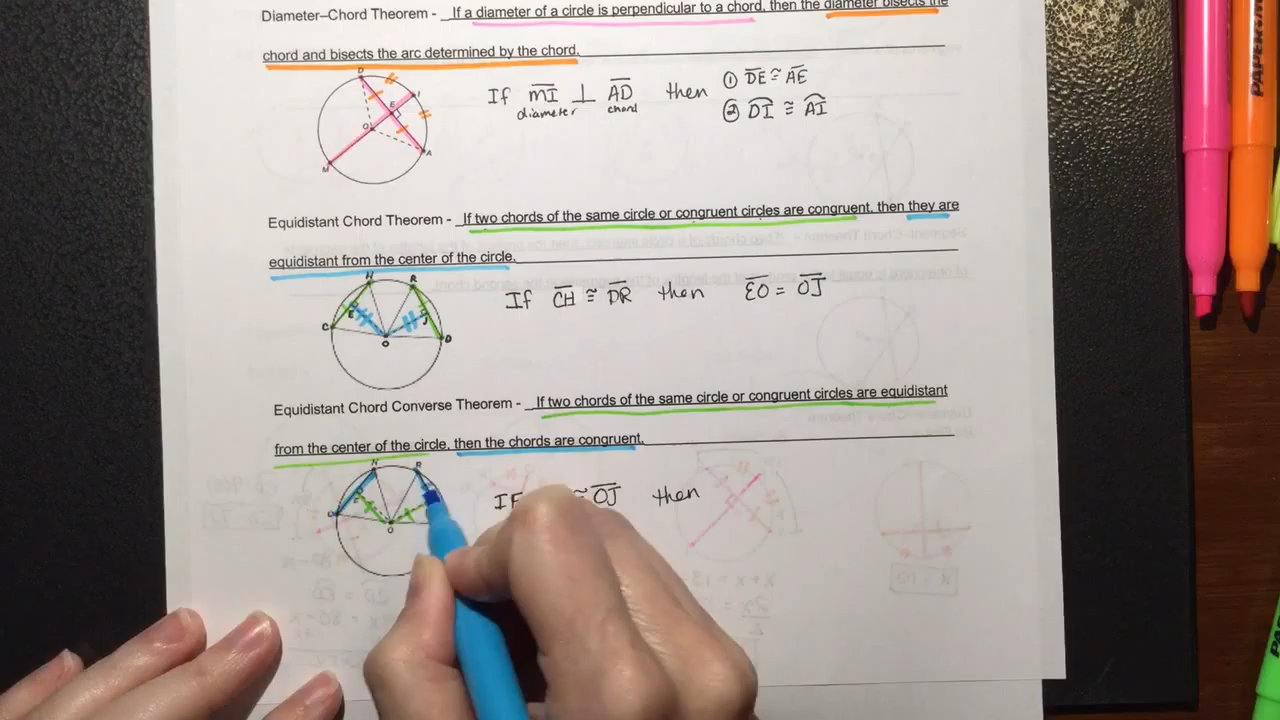 Diameter–Chord Theorem - If a diameter of a circle is perpendicular to a chord, then the diameter bisects the
chord and bisects the arc determined by the chord.
D
I
E
O
A
M
If MI ⊥ AD then ① DE ≅ AE
diameter chord
② DI ≅ AI
Equidistant Chord Theorem - If two chords of the same circle or congruent circles are congruent, then they are
equidistant from the center of the circle.
H R
E J
C
O D
If CH ≅ DR then EO = OJ
Equidistant Chord Converse Theorem - If two chords of the same circle or congruent circles are equidistant
from the center of the circle, then the chords are congruent.
H R
O
IF ≅ OJ then
PAPERM